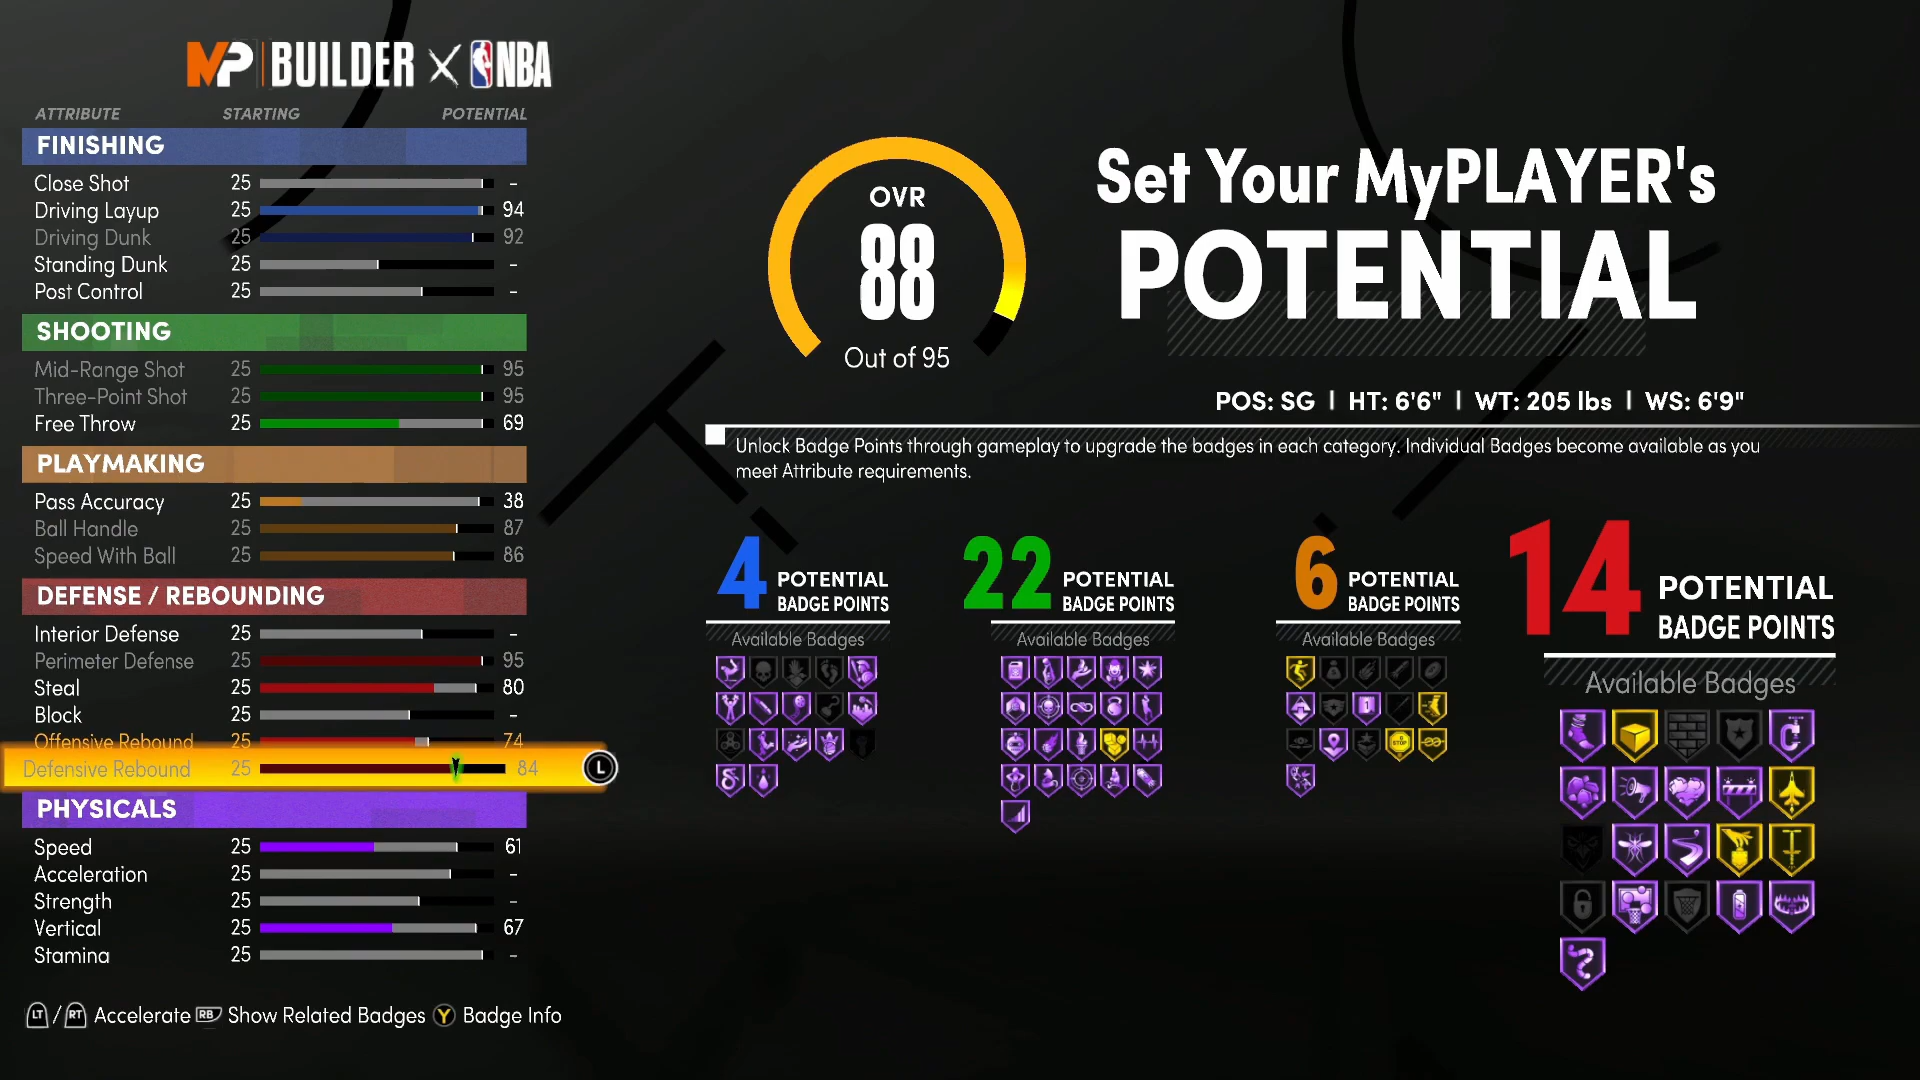 MP | BUILDER X NBA
ATTRIBUTE STARTING POTENTIAL
FINISHING
Close Shot 25 -
Driving Layup 25 94
Driving Dunk 25 92
Standing Dunk 25 -
Post Control 25 -
SHOOTING
Mid-Range Shot 25 95
Three-Point Shot 25 95
Free Throw 25 69
PLAYMAKING
Pass Accuracy 25 38
Ball Handle 25 87
Speed With Ball 25 86
DEFENSE / REBOUNDING
Interior Defense 25 -
Perimeter Defense 25 95
Steal 25 80
Block 25 -
Offensive Rebound 25 74
Defensive Rebound 25 84 L
PHYSICALS
Speed 25 61
Acceleration 25 -
Strength 25 -
Vertical 25 67
Stamina 25 -
LT / RT Accelerate RB Show Related Badges Y Badge Info
OVR
88
Out of 95
Set Your MyPLAYER's
POTENTIAL
POS: SG | HT: 6'6" | WT: 205 lbs | WS: 6'9"
Unlock Badge Points through gameplay to upgrade the badges in each category. Individual Badges become available as you
meet Attribute requirements.
4 POTENTIAL
BADGE POINTS
Available Badges
22 POTENTIAL
BADGE POINTS
Available Badges
6 POTENTIAL
BADGE POINTS
Available Badges
STOP
14 POTENTIAL
BADGE POINTS
Available Badges